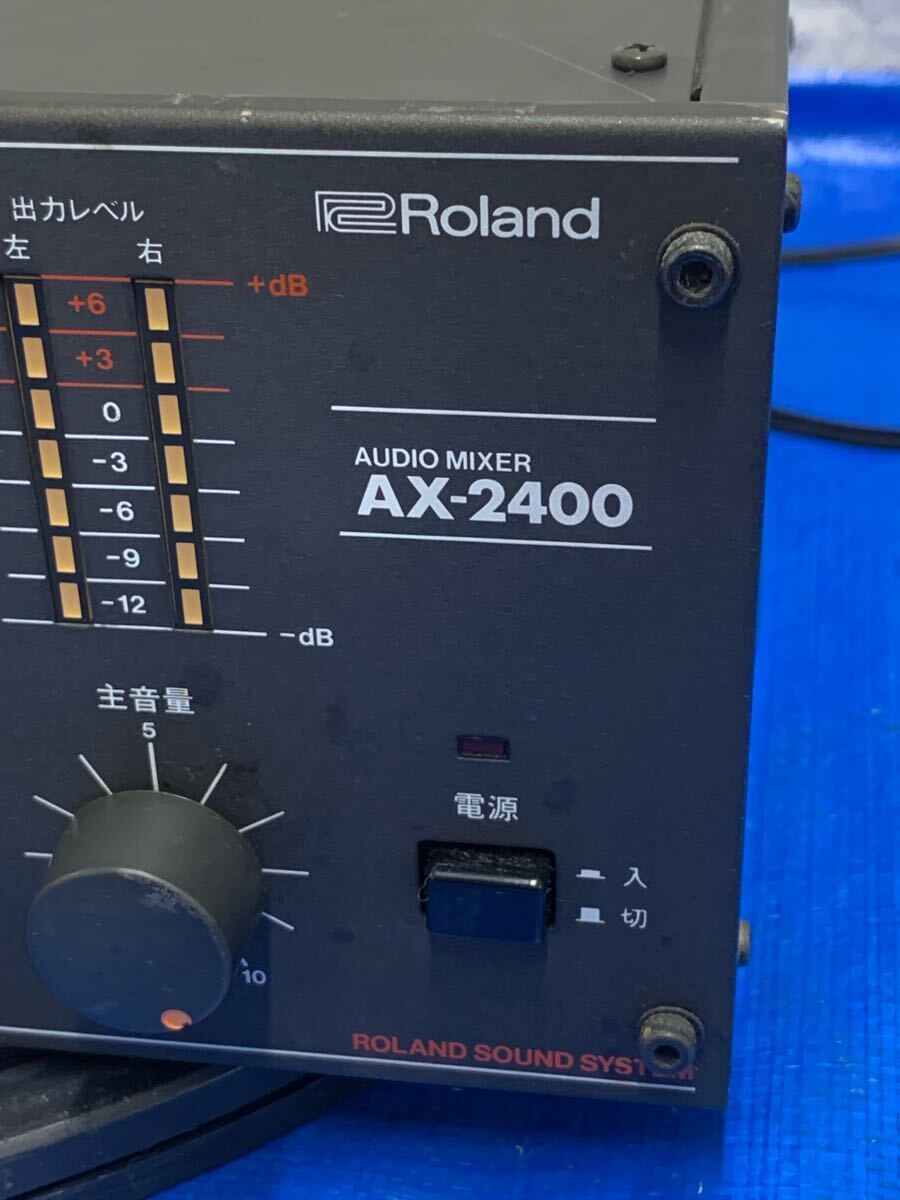 出力レベル
左 右
Roland
+dB
+6
+3
0
-3
-6
-9
-12
-dB
AUDIO MIXER
AX-2400
主音量
5
10
電源
入
切
ROLAND SOUND SYSTEM